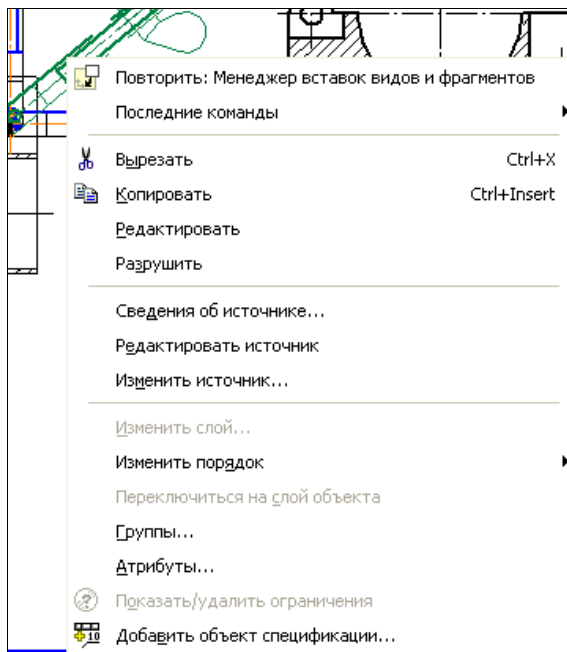 Повторить: Менеджер вставок видов и фрагментов
Последние команды
Вырезать Ctrl+X
Копировать Ctrl+Insert
Редактировать
Разрушить
Сведения об источнике...
Редактировать источник
Изменить источник...
Изменить слой...
Изменить порядок
Переключиться на слой объекта
Группы...
Атрибуты...
Показать/удалить ограничения
Добавить объект спецификации...